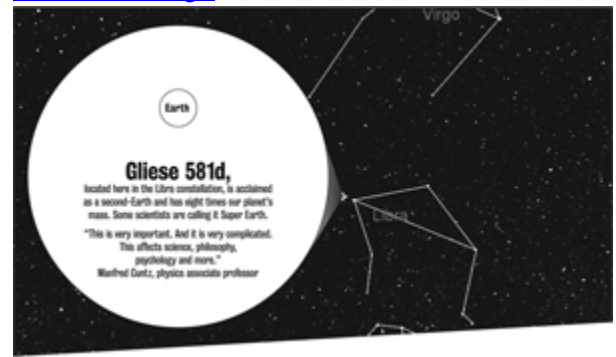 Virgo
Earth
Gliese 581d,
located here in the Libra constellation, is acclaimed
as a second-Earth and has eight times our planet's
mass. Some scientists are calling it Super Earth.
"This is very important. And it is very complicated.
This affects science, philosophy,
psychology and more."
Manfred Cuntz, physics associate professor
Libra